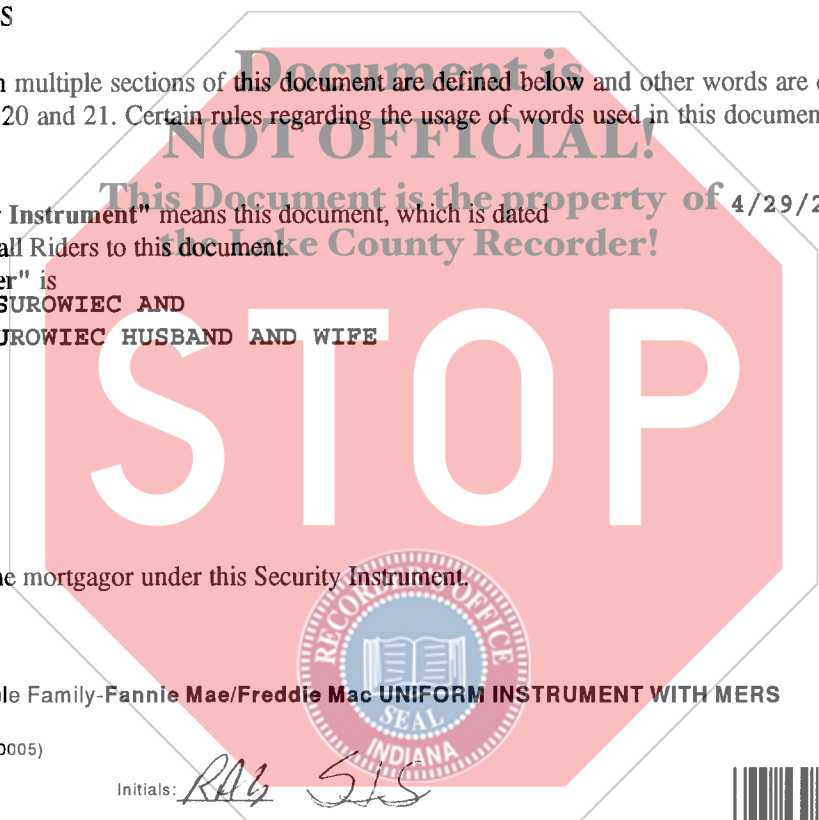 S
Document is
n multiple sections of this document are defined below and other words are
20 and 21. Certain rules regarding the usage of words used in this documen
NOT OFFICIAL!
This Document is the property of
Instrument" means this document, which is dated 4/29/2
the Lake County Recorder!
all Riders to this document.
er" is
SUROWIEC AND
UROWIEC HUSBAND AND WIFE
STOP
e mortgagor under this Security Instrument.
RECORDER'S OFFICE
SEAL
INDIANA
le Family-Fannie Mae/Freddie Mac UNIFORM INSTRUMENT WITH MERS
0005)
Initials: